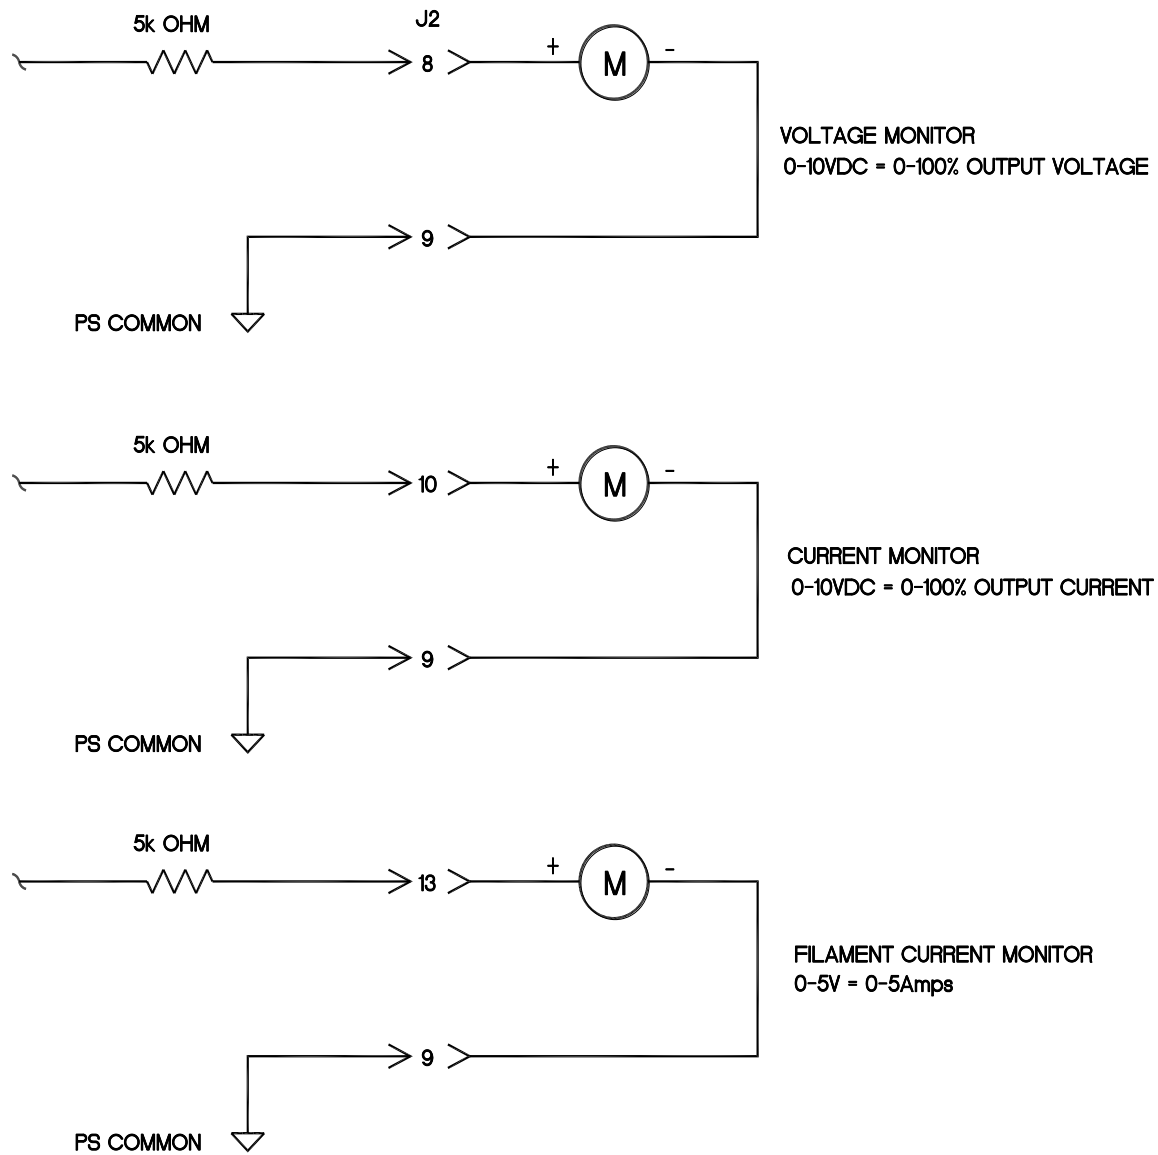 5k OHM
J2
8
+
M
-
VOLTAGE MONITOR
0-10VDC = 0-100% OUTPUT VOLTAGE
9
PS COMMON
5k OHM
10
+
M
-
CURRENT MONITOR
0-10VDC = 0-100% OUTPUT CURRENT
9
PS COMMON
5k OHM
13
+
M
-
FILAMENT CURRENT MONITOR
0-5V = 0-5Amps
9
PS COMMON